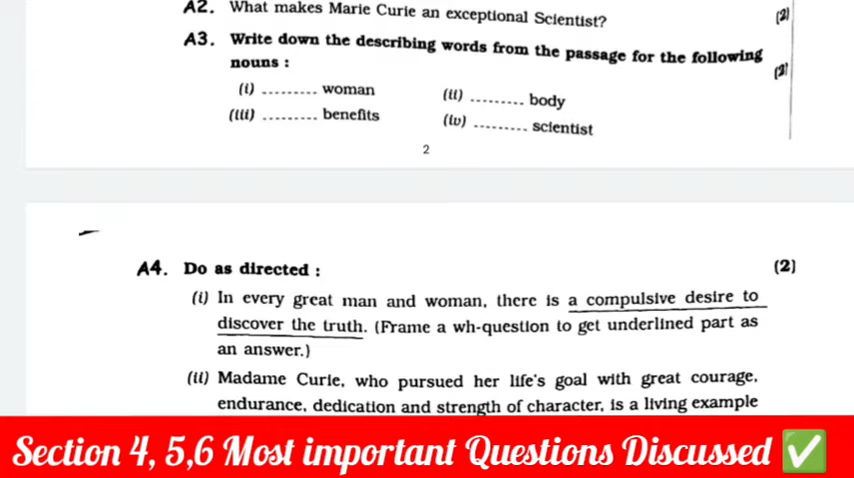 A2. What makes Marie Curie an exceptional Scientist? (2)
A3. Write down the describing words from the passage for the following
nouns : (2)
(i) ......... woman (ii) ......... body
(iii) ......... benefits (iv) ......... scientist
2
A4. Do as directed : (2)
(i) In every great man and woman, there is a compulsive desire to
discover the truth. (Frame a wh-question to get underlined part as
an answer.)
(ii) Madame Curie, who pursued her life's goal with great courage,
endurance, dedication and strength of character, is a living example
Section 4, 5,6 Most important Questions Discussed ✅